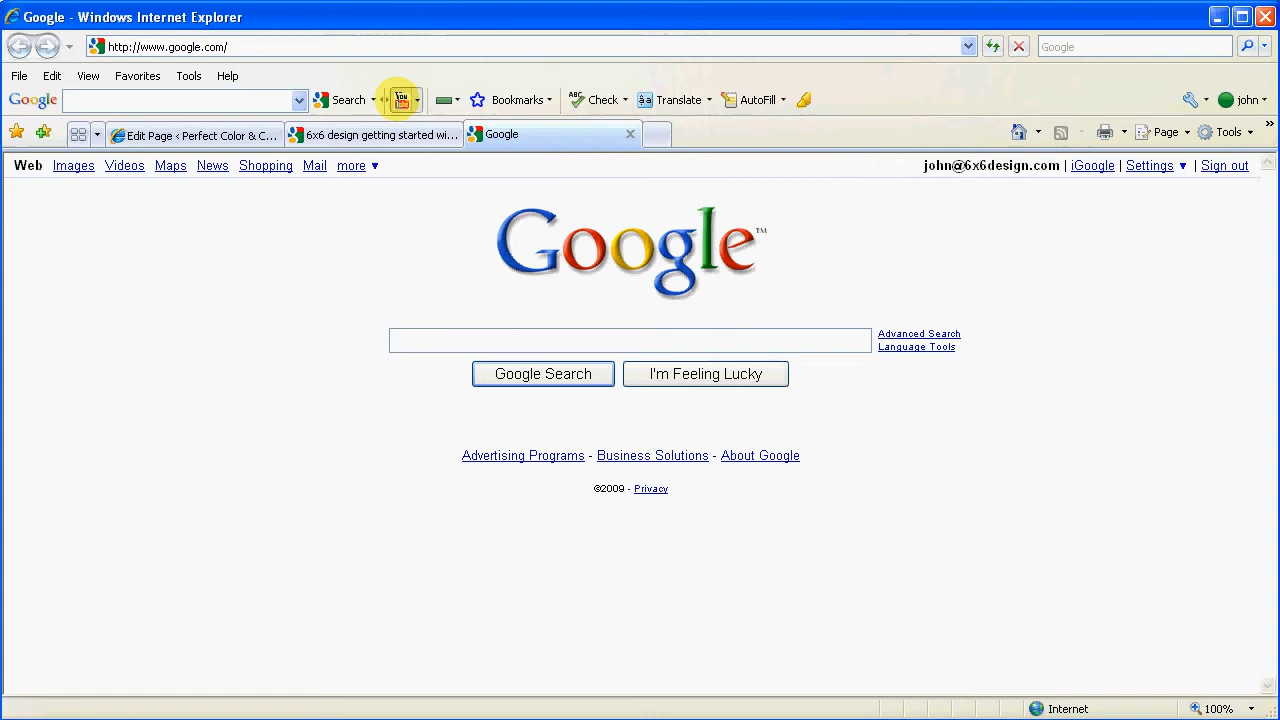 Google - Windows Internet Explorer
http://www.google.com/
Google
File Edit View Favorites Tools Help
Google Search You Tube Bookmarks ABC Check Translate AutoFill john
Edit Page ‹ Perfect Color & C...
6x6 design getting started wi...
Google
Page Tools
Web Images Videos Maps News Shopping Mail more ▼
john@6x6design.com | iGoogle | Settings ▼ | Sign out
Google™
Advanced Search
Language Tools
Google Search
I'm Feeling Lucky
Advertising Programs - Business Solutions - About Google
©2009 - Privacy
Internet
100%